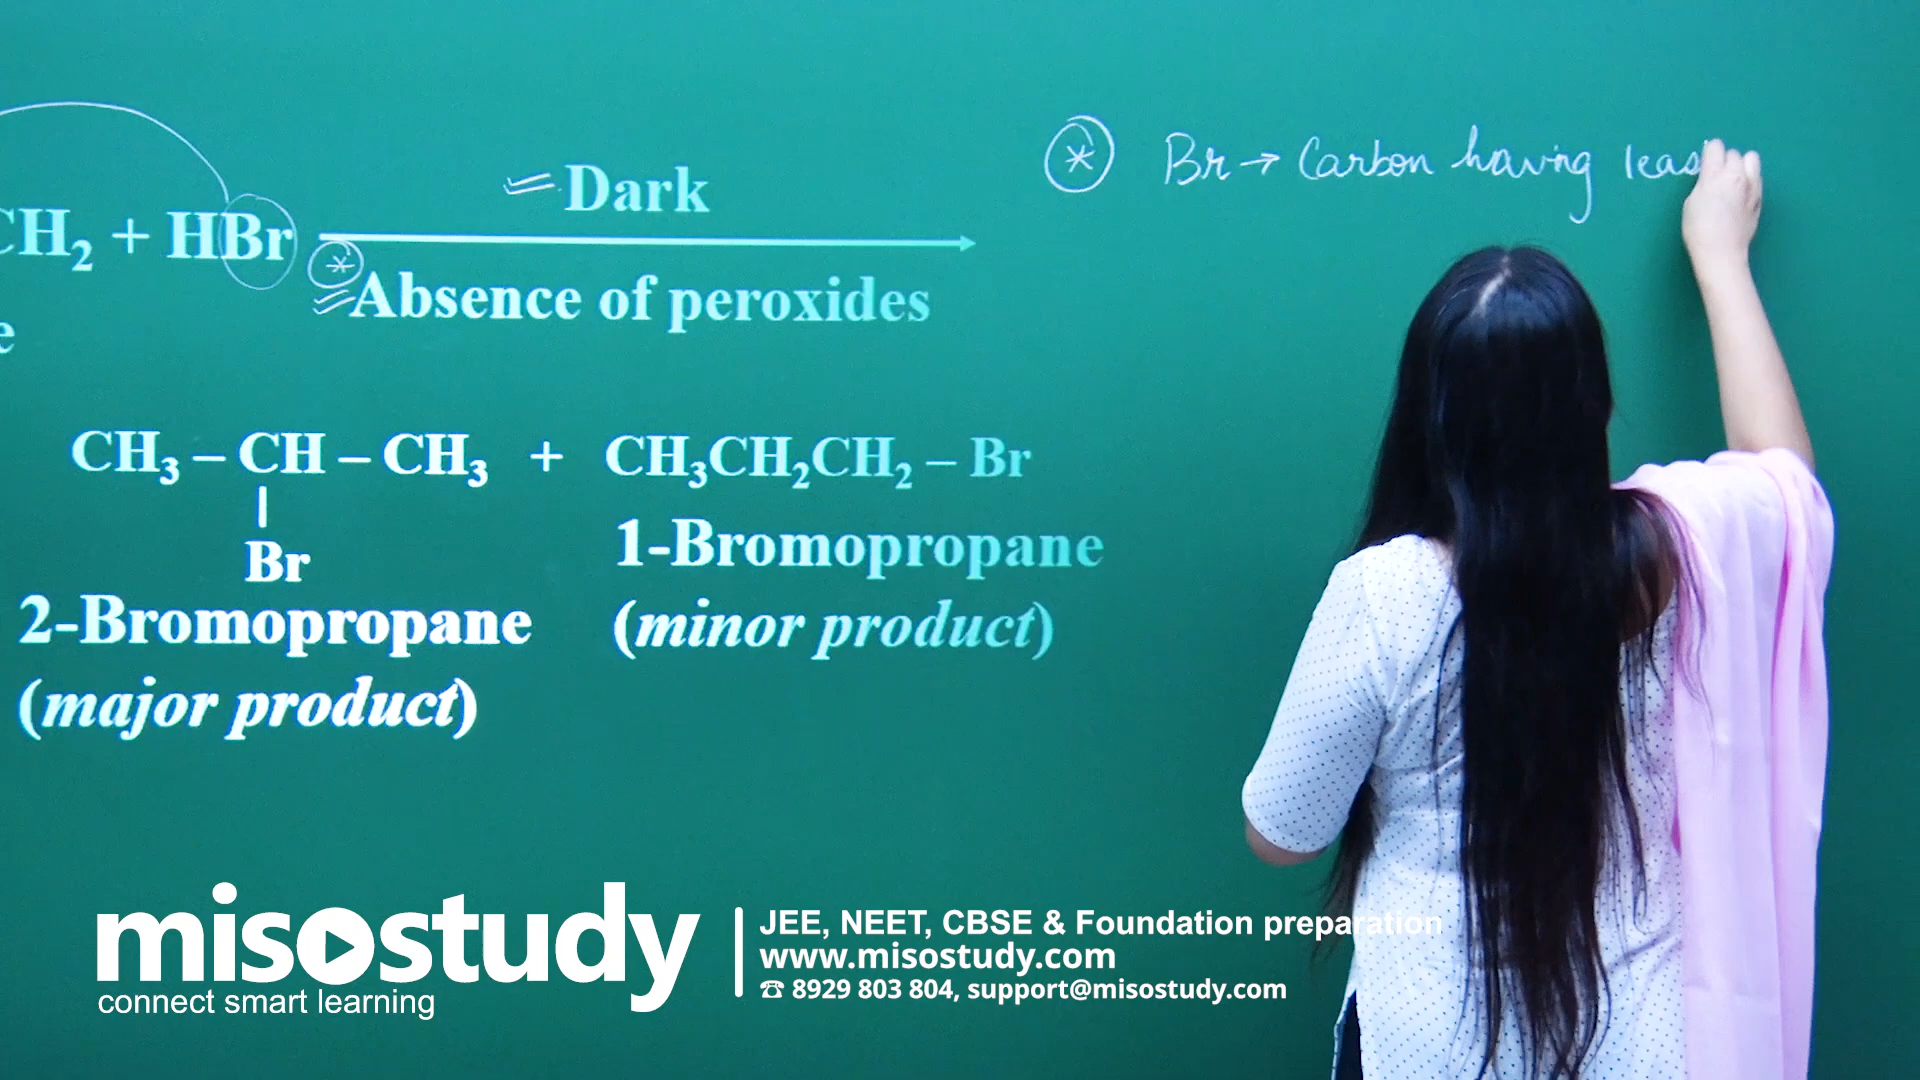 Dark
CH₂ + HBr
Absence of peroxides
e
* Br → Carbon having leas
CH₃ – CH – CH₃ + CH₃CH₂CH₂ – Br
Br
2-Bromopropane
(major product)
1-Bromopropane
(minor product)
misostudy
connect smart learning
JEE, NEET, CBSE & Foundation preparation
www.misostudy.com
☎ 8929 803 804, support@misostudy.com